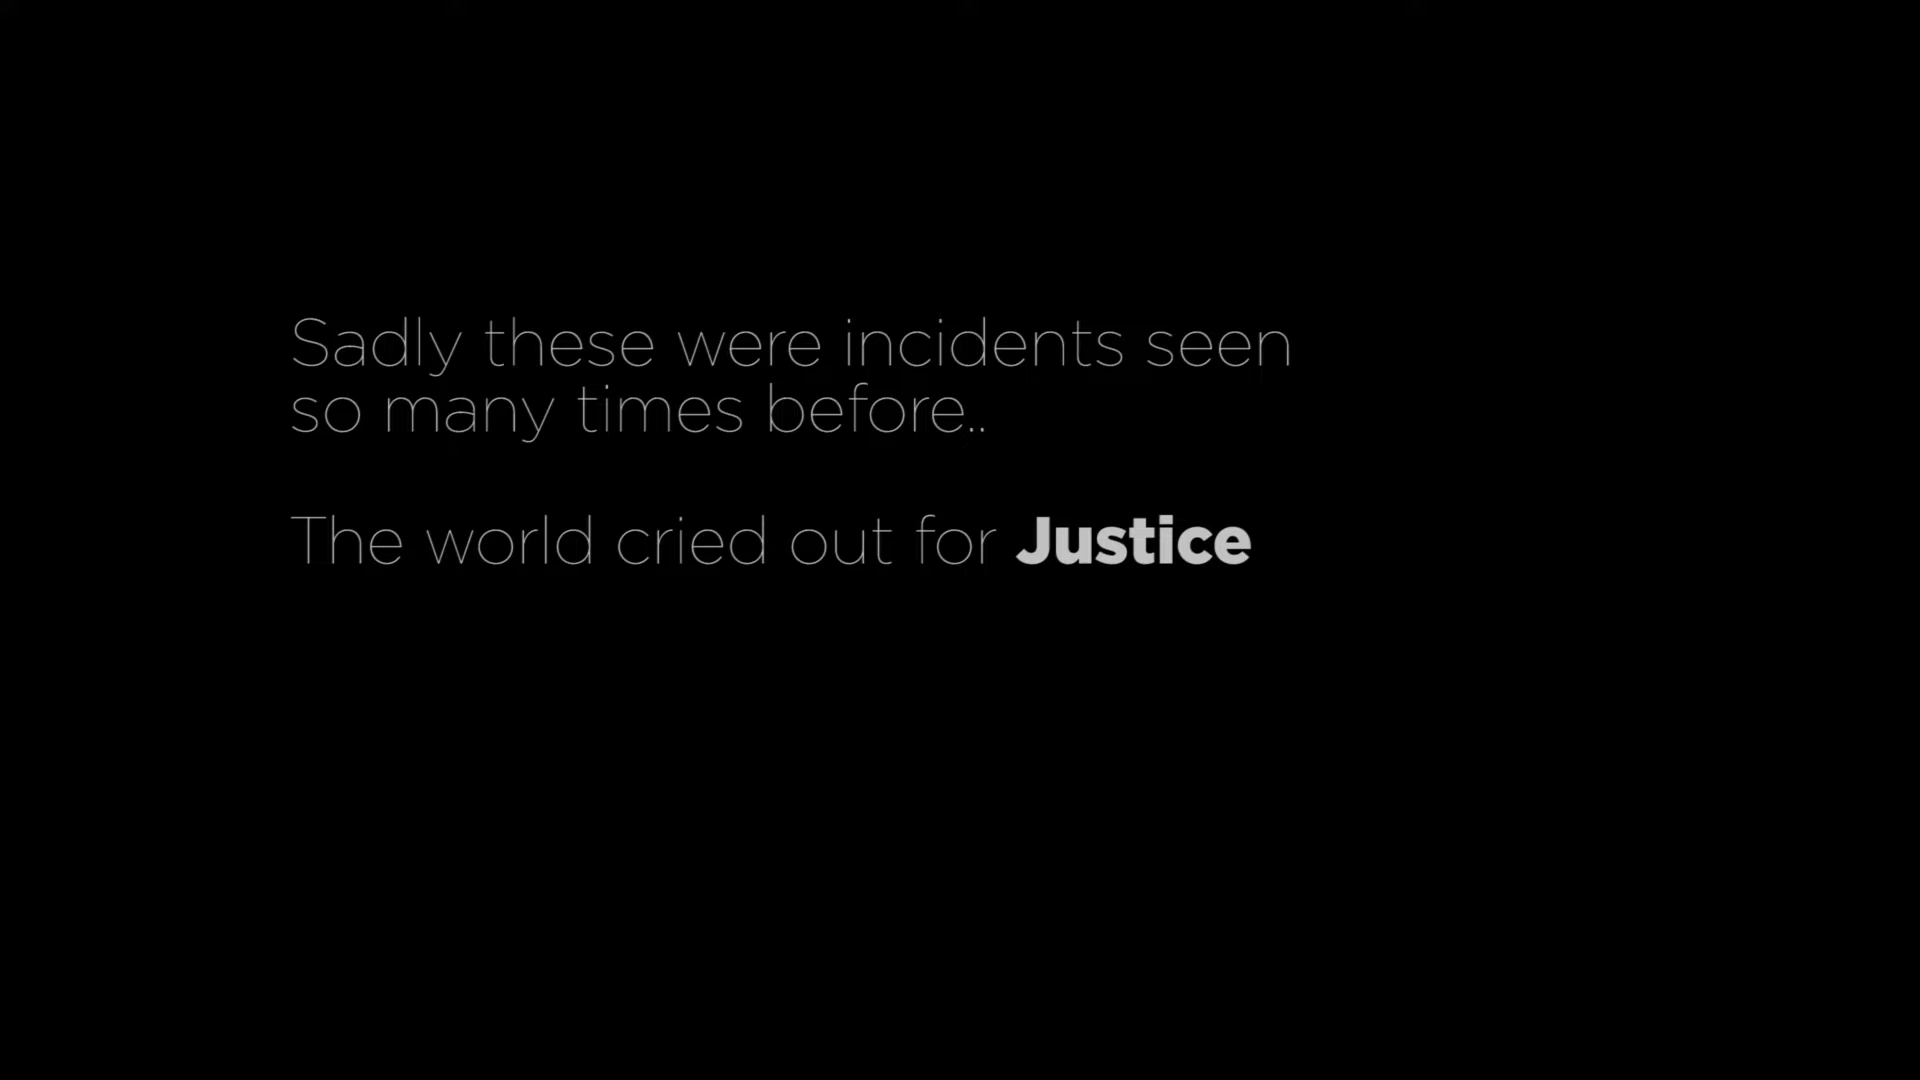 Sadly these were incidents seen
so many times before..
The world cried out for Justice